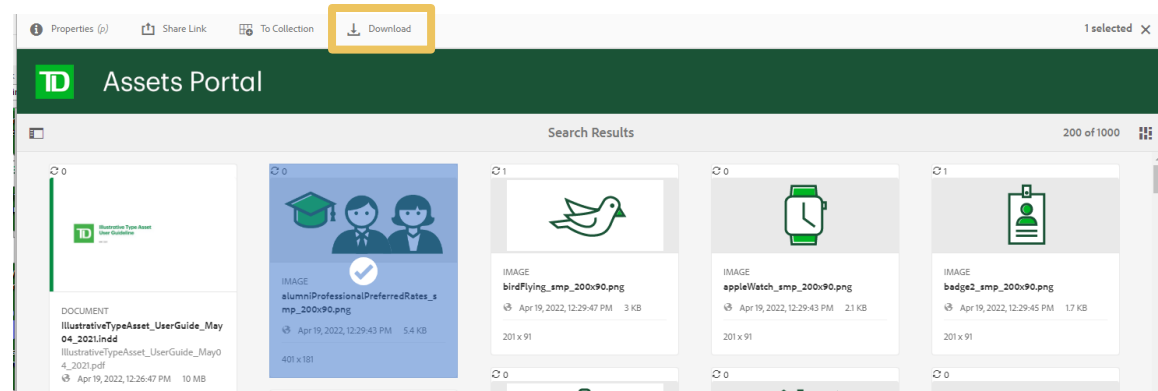 Properties (p) Share Link To Collection Download 1 selected
TD Assets Portal
Search Results 200 of 1000
0
TD Illustrative Type Asset
User Guideline
DOCUMENT
IllustrativeTypeAsset_UserGuide_May
04_2021.indd
IllustrativeTypeAsset_UserGuide_May0
4_2021.pdf
Apr 19, 2022, 12:26:47 PM 10 MB
0
IMAGE
alumniProfessionalPreferredRates_s
mp_200x90.png
Apr 19, 2022, 12:29:43 PM 5.4 KB
401 x 181
1
IMAGE
birdFlying_smp_200x90.png
Apr 19, 2022, 12:29:47 PM 3 KB
201 x 91
0
IMAGE
appleWatch_smp_200x90.png
Apr 19, 2022, 12:29:43 PM 2.1 KB
201 x 91
1
IMAGE
badge2_smp_200x90.png
Apr 19, 2022, 12:29:45 PM 1.7 KB
201 x 91
0
0
0